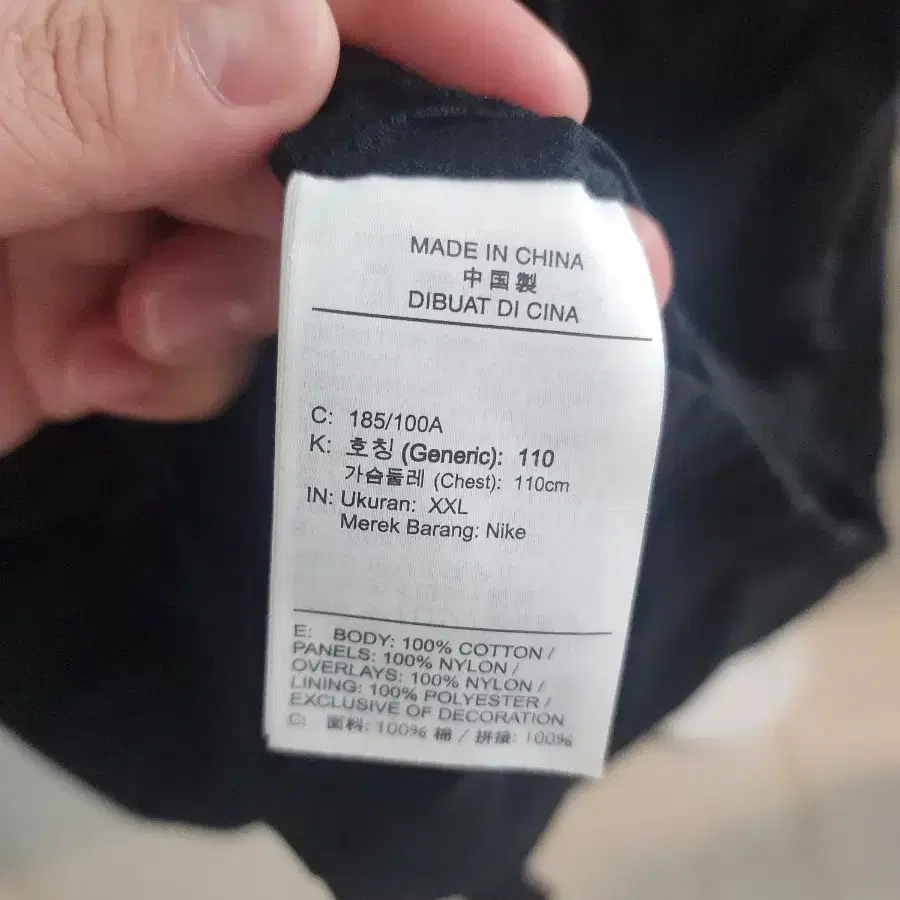 MADE IN CHINA
中国製
DIBUAT DI CINA
C: 185/100A
K: 호칭 (Generic): 110
가슴둘레 (Chest): 110cm
IN: Ukuran: XXL
Merek Barang: Nike
E: BODY: 100% COTTON /
PANELS: 100% NYLON /
OVERLAYS: 100% NYLON /
LINING: 100% POLYESTER /
EXCLUSIVE OF DECORATION
C: 面料: 100% 棉 / 拼接: 100%